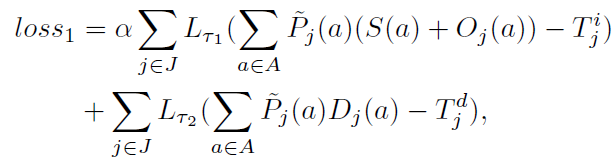 loss_1 = α ∑_{j∈J} L_{τ_1}(∑_{a∈A} P̃_j(a)(S(a) + O_j(a)) − T_j^i)
+ ∑_{j∈J} L_{τ_2}(∑_{a∈A} P̃_j(a)D_j(a) − T_j^d),